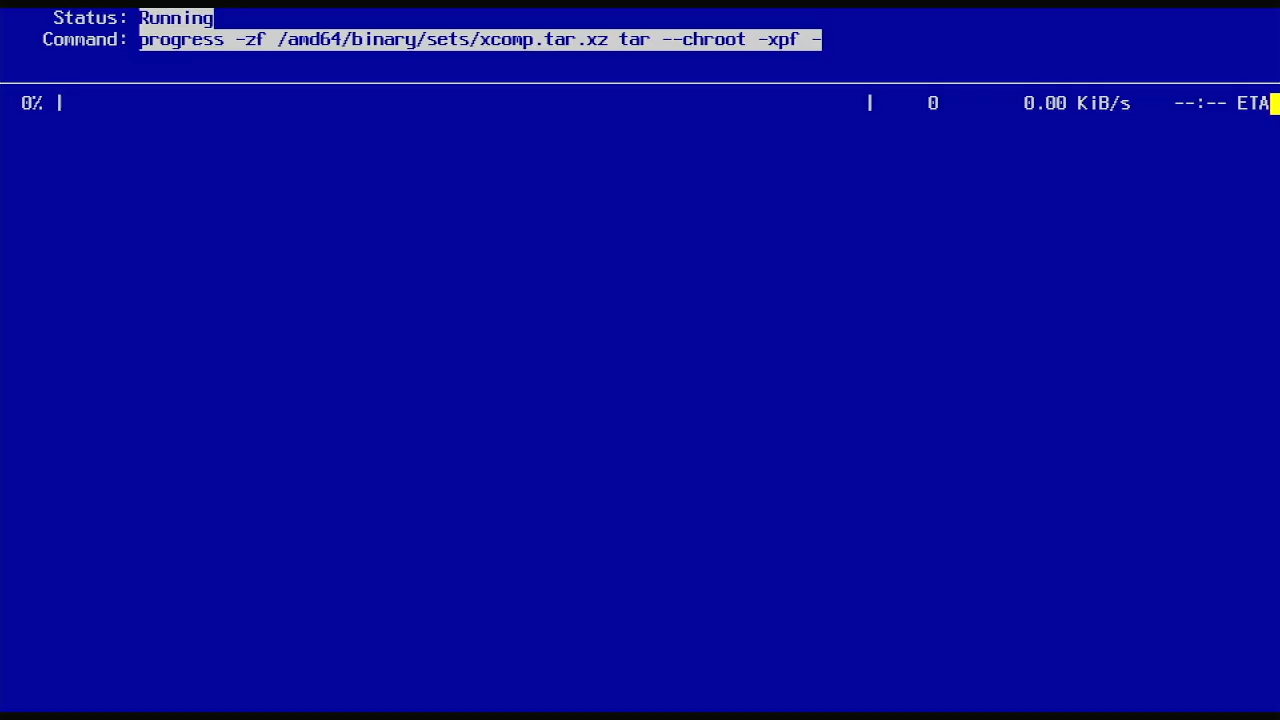 Status: Running
Command: progress -zf /amd64/binary/sets/xcomp.tar.xz tar --chroot -xpf -
0% | | 0 0.00 KiB/s --:-- ETA